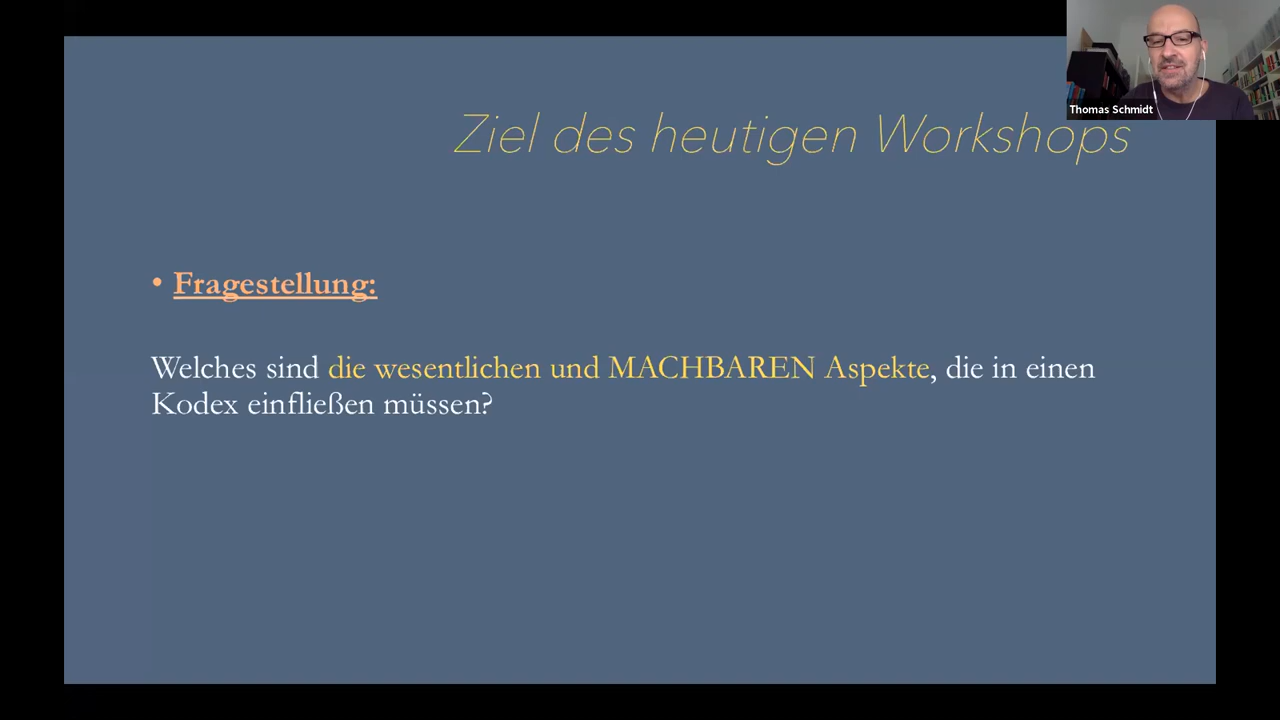 Thomas Schmidt
Ziel des heutigen Workshops
• Fragestellung:
Welches sind die wesentlichen und MACHBAREN Aspekte, die in einen
Kodex einfließen müssen?